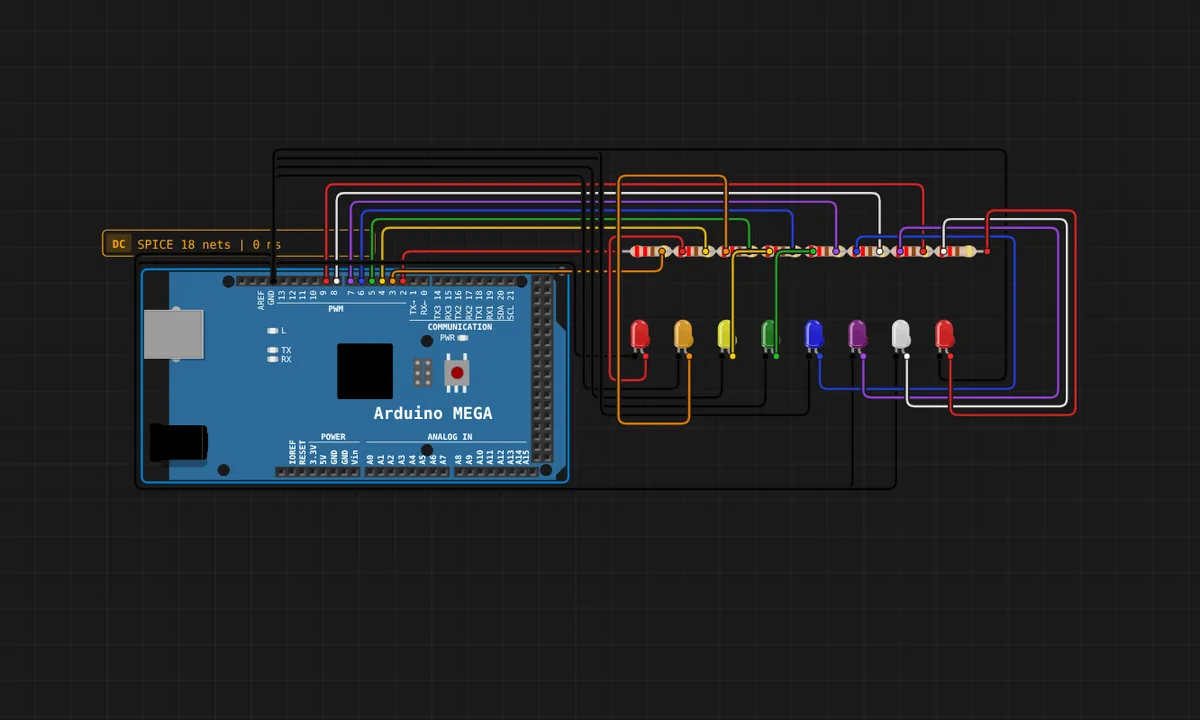 DC SPICE 18 nets | 0 ms
AREF
GND
13
12
11
10
9
8
7
6
5
4
3
2
1
0
TX→
RX←
TX3 14
RX3 15
TX2 16
RX2 17
TX1 18
RX1 19
SDA 20
SCL 21
PWM
COMMUNICATION
L
PWR
TX
RX
Arduino MEGA
POWER
ANALOG IN
IOREF
RESET
3.3V
5V
GND
GND
Vin
A0
A1
A2
A3
A4
A5
A6
A7
A8
A9
A10
A11
A12
A13
A14
A15